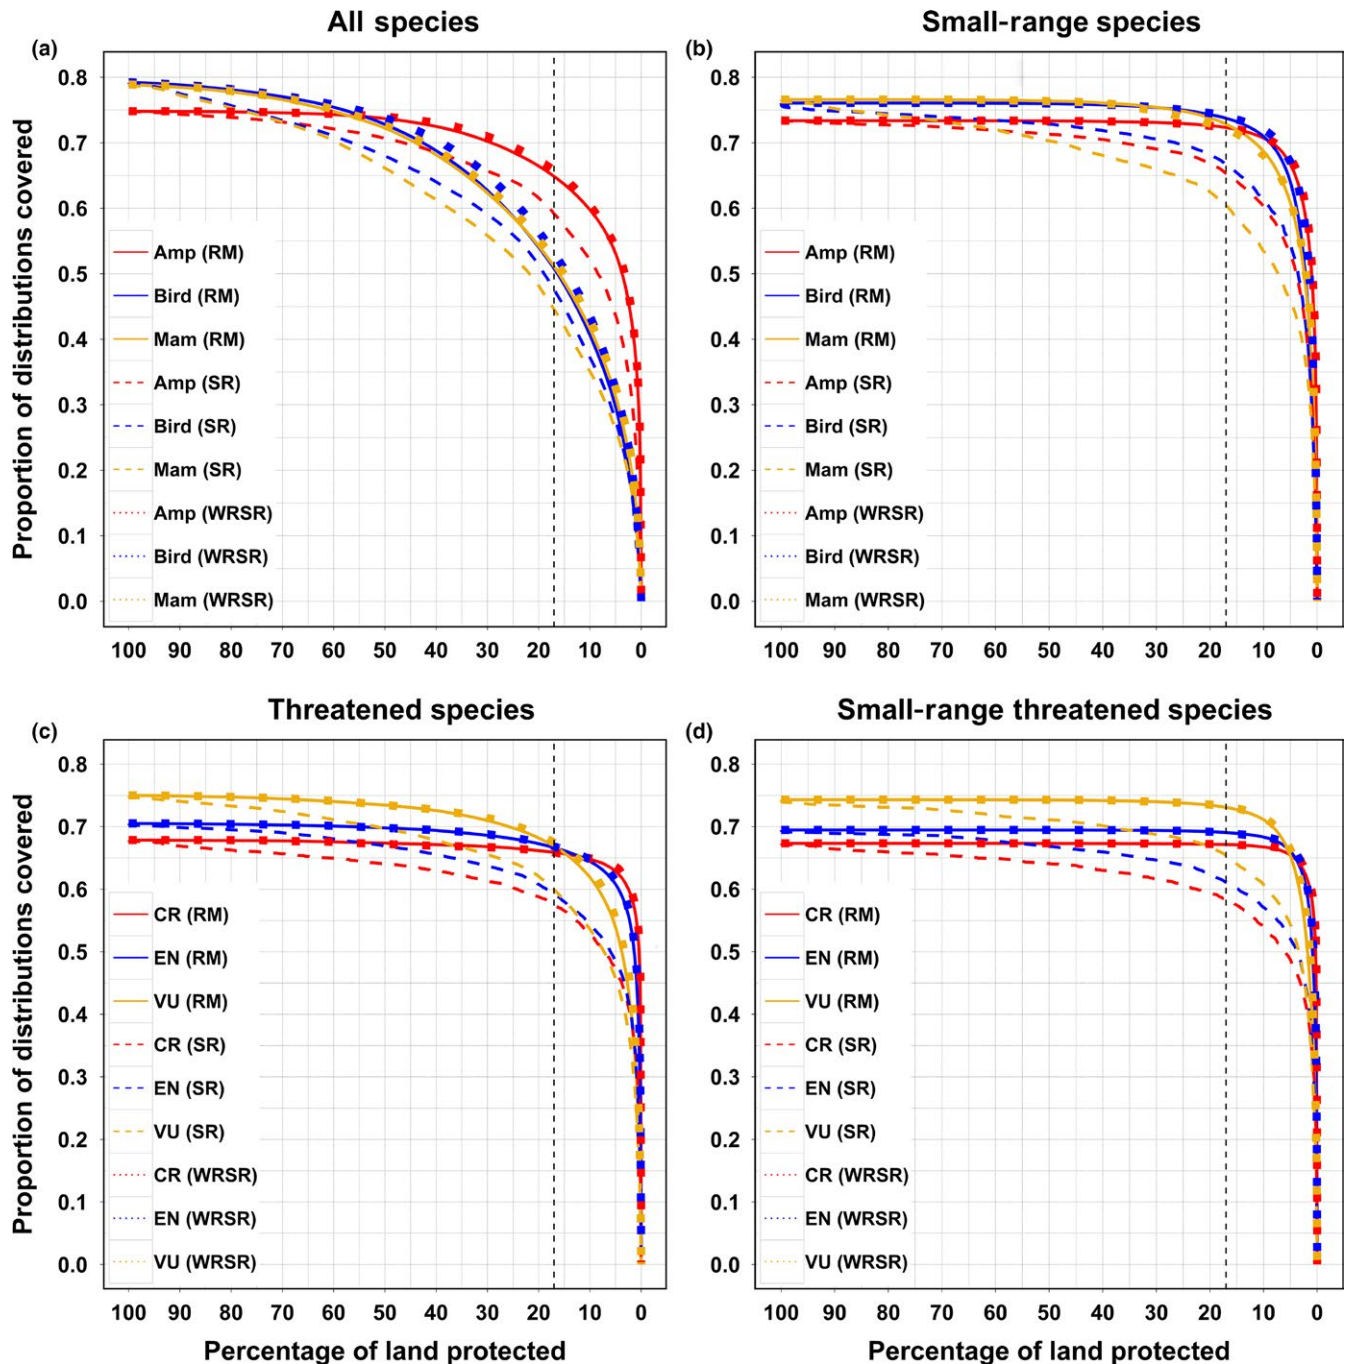 All species
(a)
Proportion of distributions covered
0.8
0.7
0.6
0.5
0.4
0.3
0.2
0.1
0.0
Amp (RM)
Bird (RM)
Mam (RM)
Amp (SR)
Bird (SR)
Mam (SR)
Amp (WRSR)
Bird (WRSR)
Mam (WRSR)
100 90 80 70 60 50 40 30 20 10 0
Small-range species
(b)
0.8
0.7
0.6
0.5
0.4
0.3
0.2
0.1
0.0
Amp (RM)
Bird (RM)
Mam (RM)
Amp (SR)
Bird (SR)
Mam (SR)
Amp (WRSR)
Bird (WRSR)
Mam (WRSR)
100 90 80 70 60 50 40 30 20 10 0
Threatened species
(c)
Proportion of distributions covered
0.8
0.7
0.6
0.5
0.4
0.3
0.2
0.1
0.0
CR (RM)
EN (RM)
VU (RM)
CR (SR)
EN (SR)
VU (SR)
CR (WRSR)
EN (WRSR)
VU (WRSR)
100 90 80 70 60 50 40 30 20 10 0
Percentage of land protected
Small-range threatened species
(d)
0.8
0.7
0.6
0.5
0.4
0.3
0.2
0.1
0.0
CR (RM)
EN (RM)
VU (RM)
CR (SR)
EN (SR)
VU (SR)
CR (WRSR)
EN (WRSR)
VU (WRSR)
100 90 80 70 60 50 40 30 20 10 0
Percentage of land protected